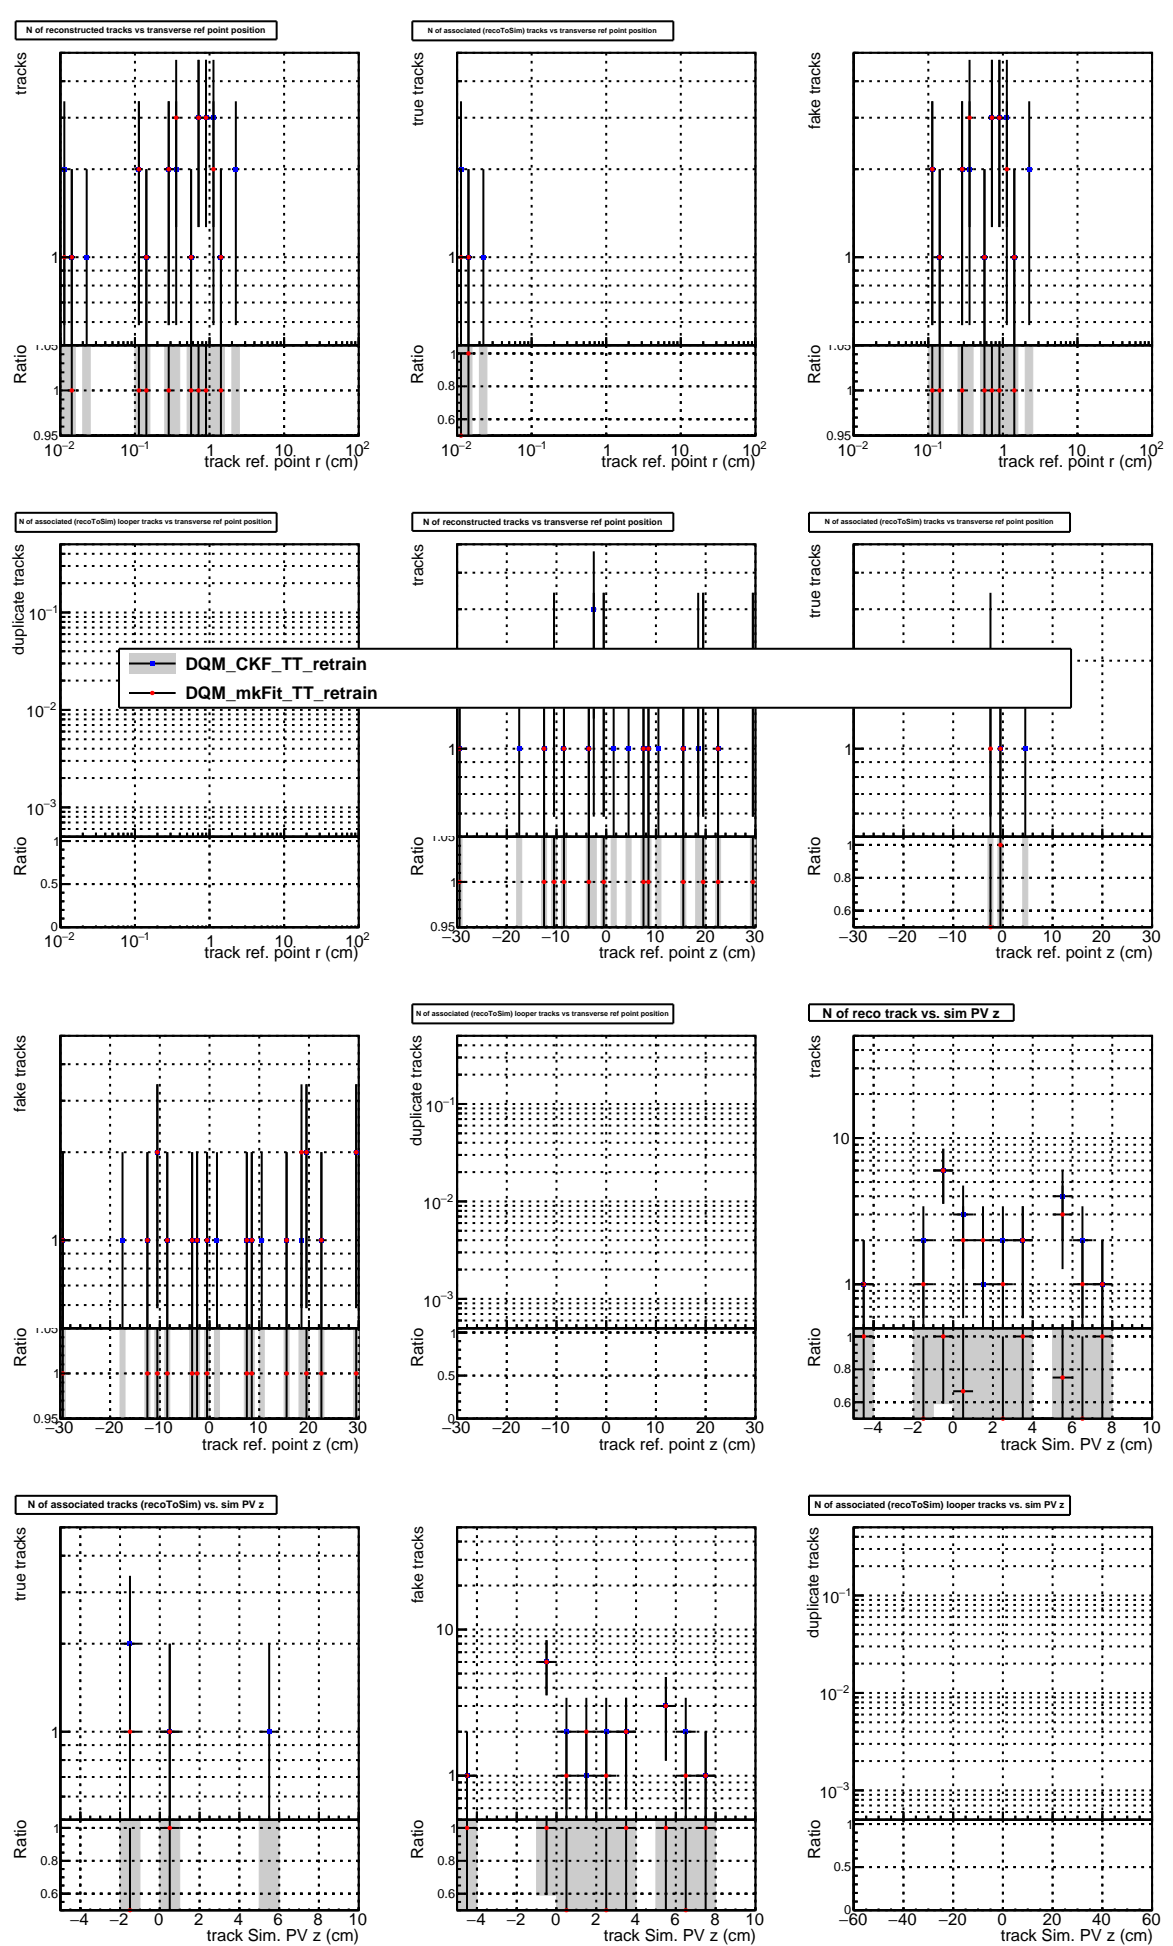 N of reconstructed tracks vs transverse ref point position
N of associated (recoToSim) tracks vs transverse ref point position
tracks
true tracks
fake tracks
1
1
1
Ratio
Ratio
Ratio
1.05
1
0.95
1
0.8
0.6
1.05
1
0.95
10−2 10−1 1 10 102
10−2 10−1 1 10 102
10−2 10−1 1 10 102
track ref. point r (cm)
track ref. point r (cm)
track ref. point r (cm)
N of associated (recoToSim) looper tracks vs transverse ref point position
N of reconstructed tracks vs transverse ref point position
N of associated (recoToSim) tracks vs transverse ref point position
duplicate tracks
tracks
true tracks
10−1
DQM_CKF_TT_retrain
DQM_mkFit_TT_retrain
10−2
1
1
10−3
Ratio
Ratio
Ratio
1
0.5
0
1.05
1
0.95
1
0.8
0.6
10−2 10−1 1 10 102
−30 −20 −10 0 10 20 30
−30 −20 −10 0 10 20 30
track ref. point r (cm)
track ref. point z (cm)
track ref. point z (cm)
N of associated (recoToSim) looper tracks vs transverse ref point position
N of reco track vs. sim PV z
fake tracks
duplicate tracks
tracks
1
10−1
10−2
10−3
10
1
Ratio
Ratio
Ratio
1.05
1
0.95
1
0.5
0
1
0.8
0.6
−30 −20 −10 0 10 20 30
−30 −20 −10 0 10 20 30
−4 −2 0 2 4 6 8 10
track ref. point z (cm)
track ref. point z (cm)
track Sim. PV z (cm)
N of associated tracks (recoToSim) vs. sim PV z
N of associated (recoToSim) looper tracks vs. sim PV z
true tracks
fake tracks
duplicate tracks
1
10
1
10−1
10−2
10−3
Ratio
Ratio
Ratio
1
0.8
0.6
1
0.8
0.6
1
0.5
0
−4 −2 0 2 4 6 8 10
−4 −2 0 2 4 6 8 10
−60 −40 −20 0 20 40 60
track Sim. PV z (cm)
track Sim. PV z (cm)
track Sim. PV z (cm)